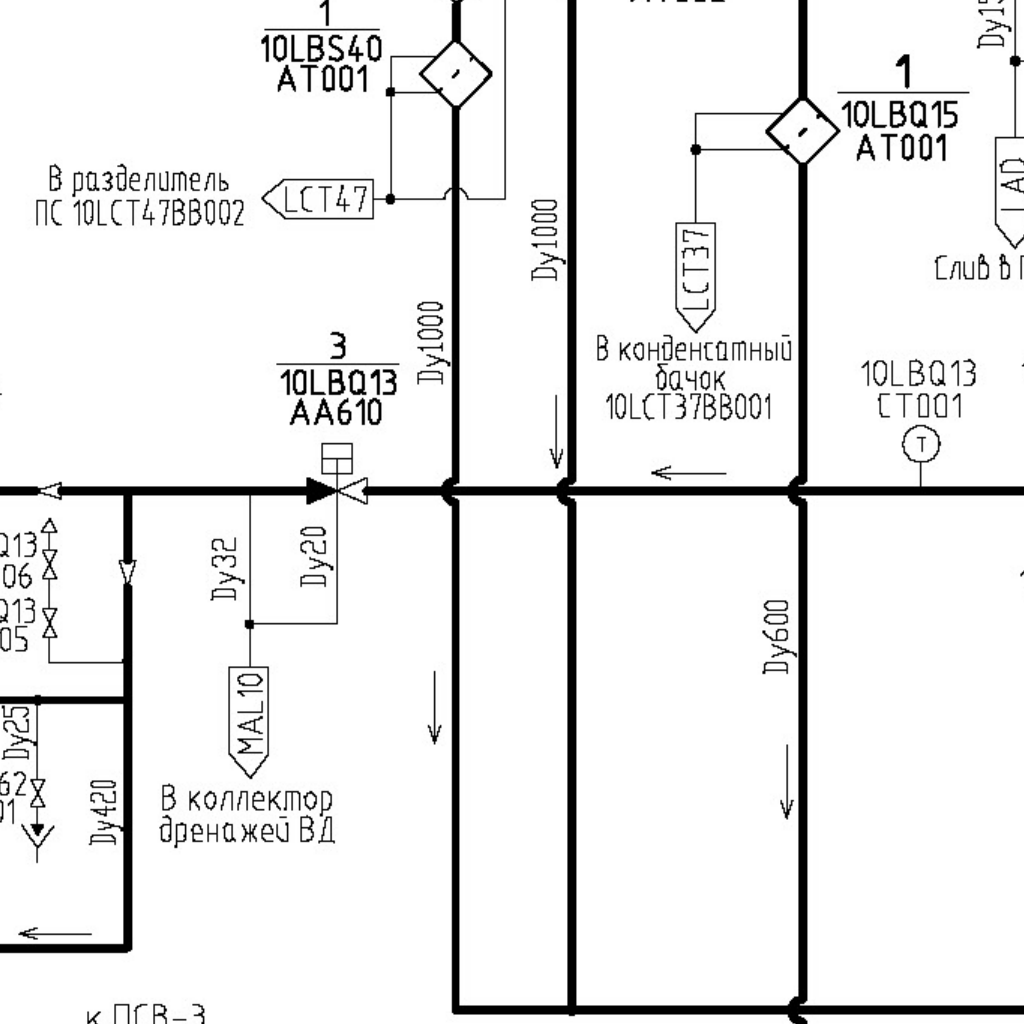 1
10LBS40
AT001
1
10LBQ15
AT001
В разделитель
ПС 10LCT47BB002
LCT47
Dy1000
Dy1000
LCT37
LAD
Слив в
В конденсатный
бачок
10LCT37BB001
3
10LBQ13
AA610
10LBQ13
CT001
T
Q13
06
Q13
05
Dy32
Dy20
Dy600
MAL10
Dy25
62
01
Dy420
В коллектор
дренажей ВД
к ПСВ-3